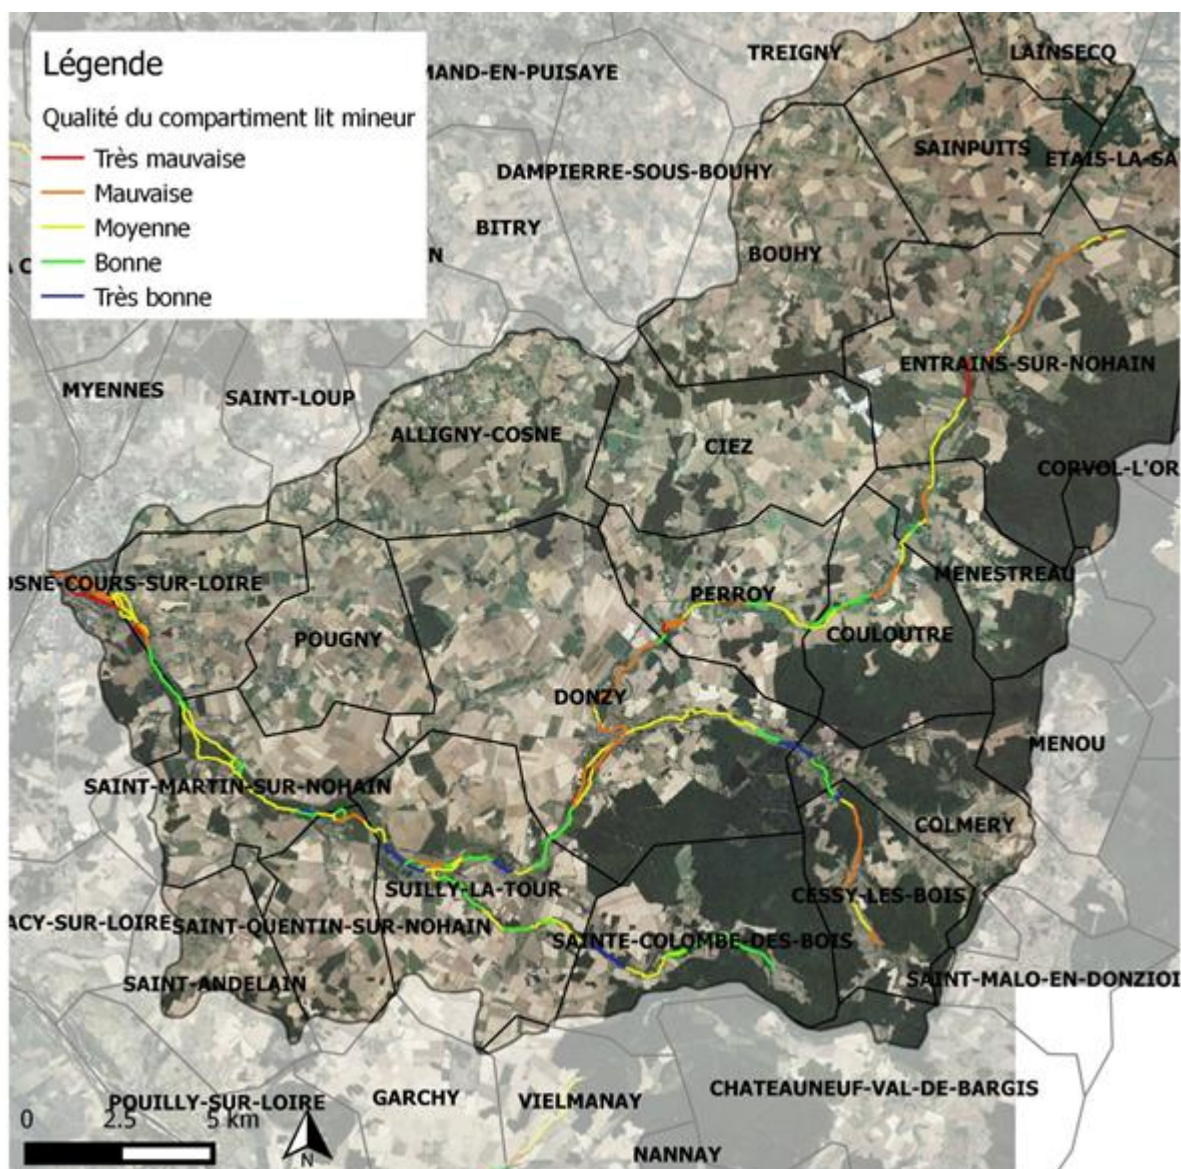 Légende
Qualité du compartiment lit mineur
Très mauvaise
Mauvaise
Moyenne
Bonne
Très bonne
TREIGNY
LAINSECQ
MAND-EN-PUISAYE
SAINPUITS
ETAIS-LA-SA
DAMPIERRE-SOUS-BOUHY
BITRY
BOUHY
N
A C
ENTRAINS-SUR-NOHAIN
MYENNES
SAINT-LOUP
ALLIGNY-COSNE
CIEZ
CORVOL-L'OR
OSNE-COURS-SUR-LOIRE
MENESTREAU
PERROY
POUGNY
COULOUTRE
DONZY
MENOU
SAINT-MARTIN-SUR-NOHAIN
COLMERY
SUILLY-LA-TOUR
CESSY-LES-BOIS
ACY-SUR-LOIRE
SAINT-QUENTIN-SUR-NOHAIN
SAINTE-COLOMBE-DES-BOIS
SAINT-ANDELAIN
SAINT-MALO-EN-DONZIOI
CHATEAUNEUF-VAL-DE-BARGIS
GARCHY
VIELMANAY
POUILLY-SUR-LOIRE
0 2.5 5 km
NANNAY
N